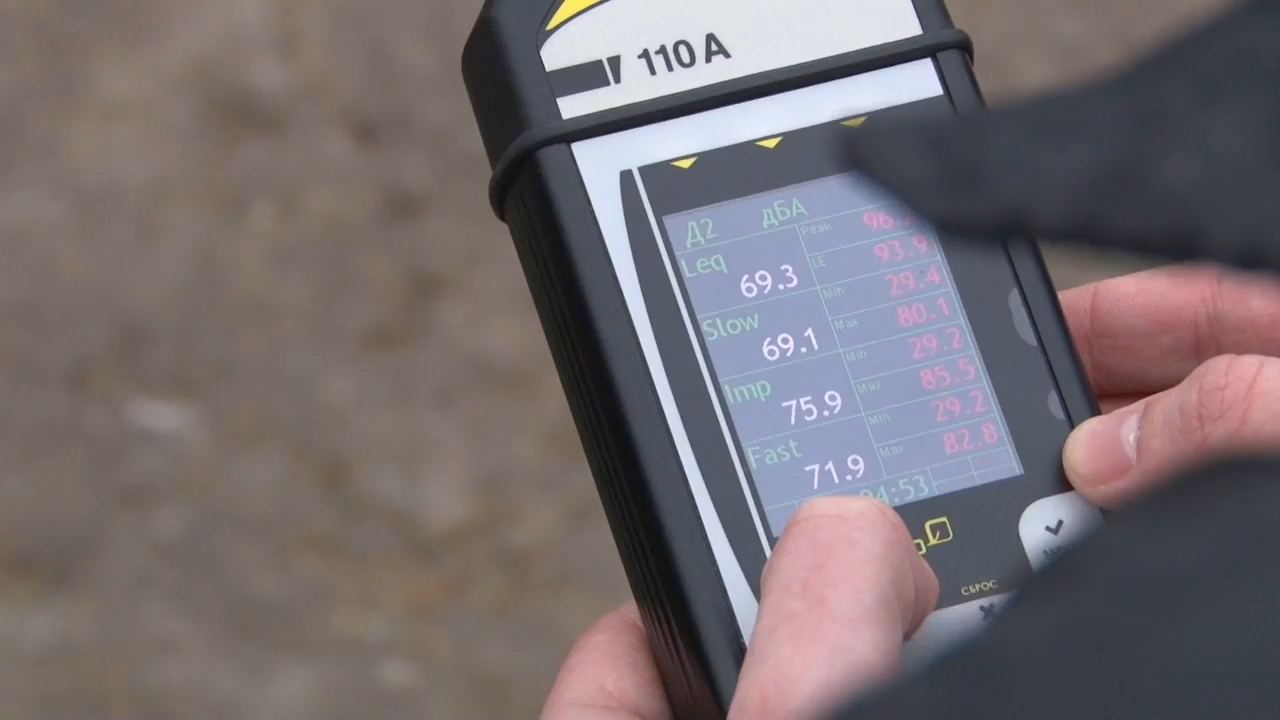 110 A
Д2 дБА
Peak
Leq 69.3
LE 93.9
Min 29.4
Slow 69.1
Max 80.1
Min 29.2
Imp 75.9
Max 85.5
Min 29.2
Fast 71.9
Max 82.8
04:53
СБРОС